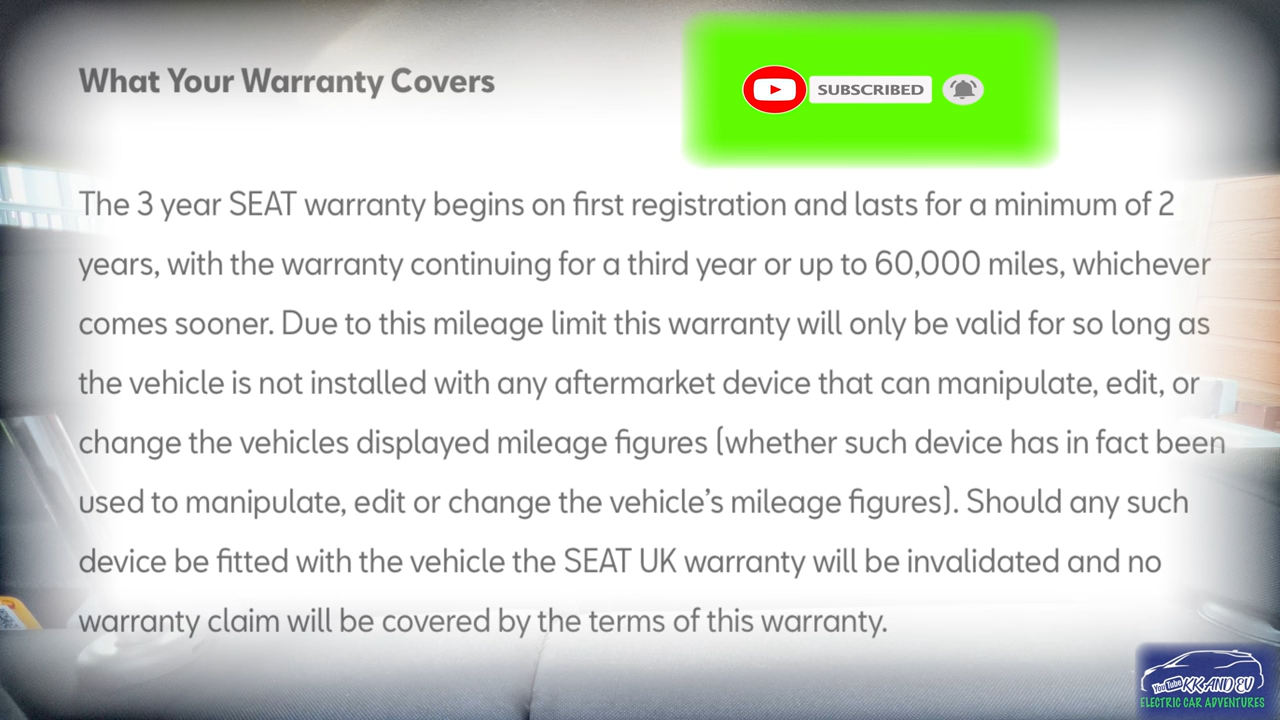 What Your Warranty Covers
SUBSCRIBED
The 3 year SEAT warranty begins on first registration and lasts for a minimum of 2
years, with the warranty continuing for a third year or up to 60,000 miles, whichever
comes sooner. Due to this mileage limit this warranty will only be valid for so long as
the vehicle is not installed with any aftermarket device that can manipulate, edit, or
change the vehicles displayed mileage figures (whether such device has in fact been
used to manipulate, edit or change the vehicle’s mileage figures). Should any such
device be fitted with the vehicle the SEAT UK warranty will be invalidated and no
warranty claim will be covered by the terms of this warranty.
YouTube KK AND EV
ELECTRIC CAR ADVENTURES